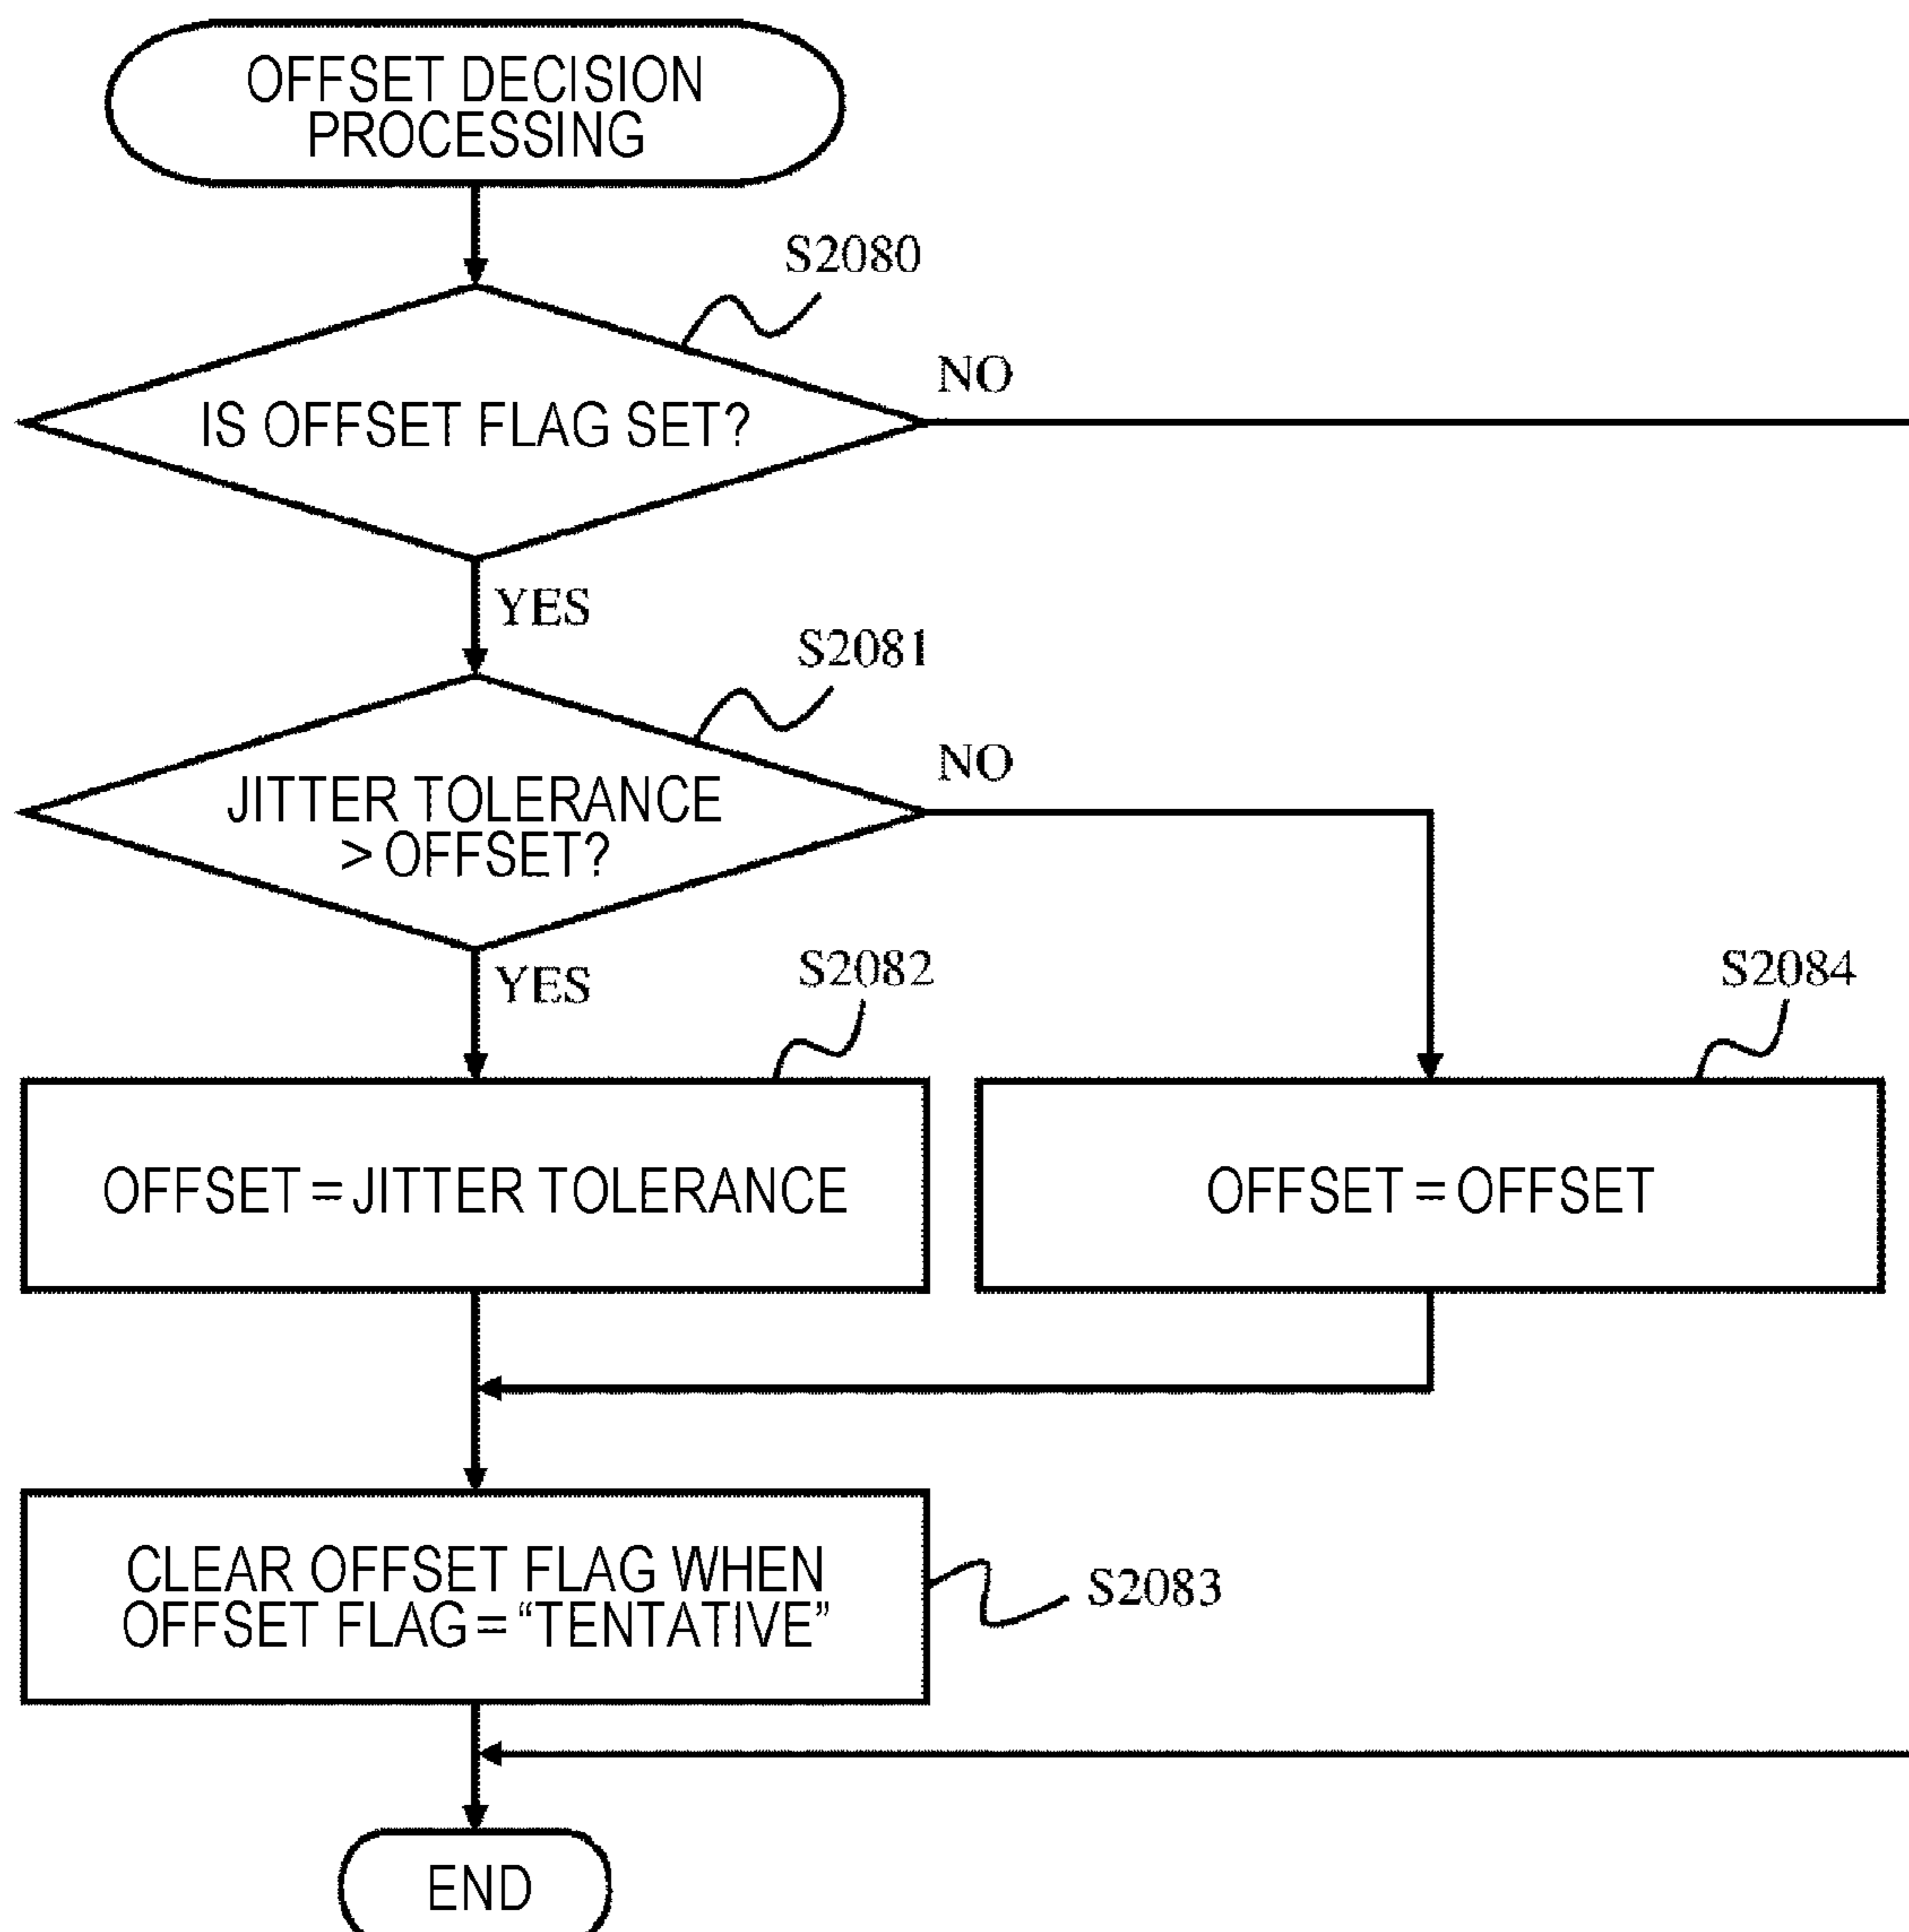 OFFSET DECISION
PROCESSING
S2080
IS OFFSET FLAG SET?
NO
YES
S2081
JITTER TOLERANCE
> OFFSET?
NO
YES
S2082
S2084
OFFSET = JITTER TOLERANCE
OFFSET = OFFSET
CLEAR OFFSET FLAG WHEN
OFFSET FLAG = “TENTATIVE”
S2083
END